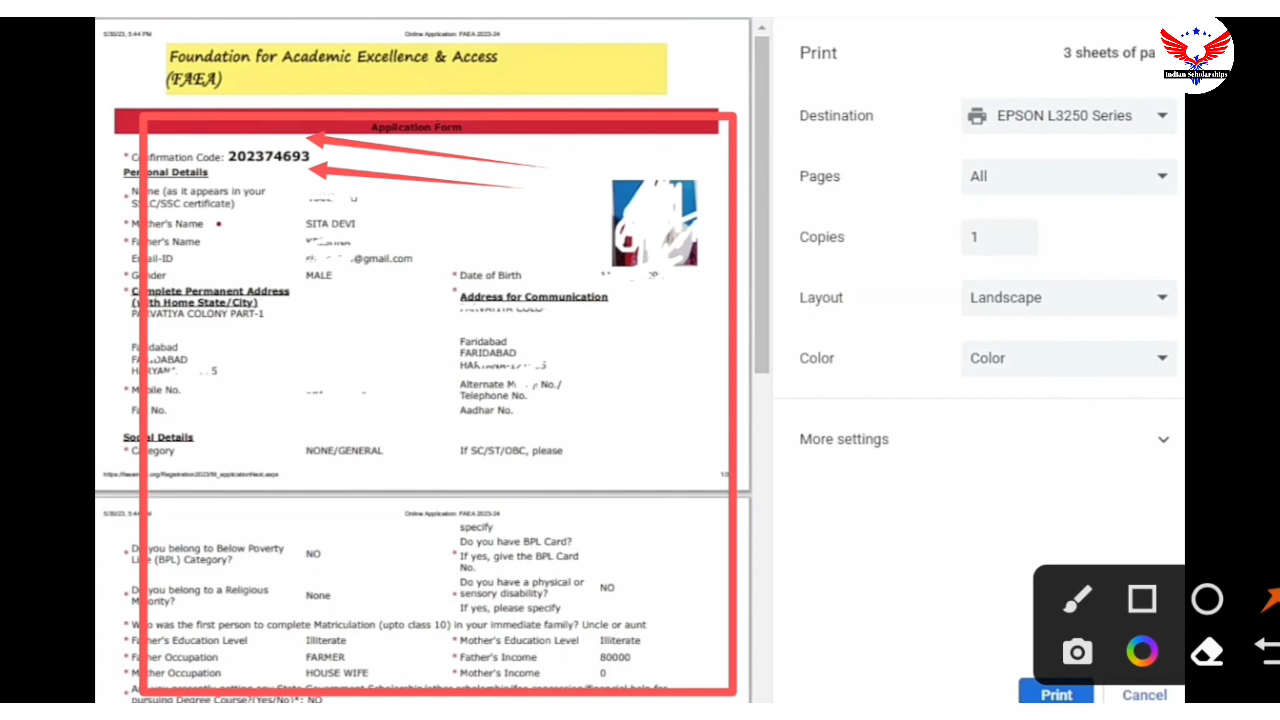 5/30/23, 5:44 PM Online Application: FAEA 2023-24
Foundation for Academic Excellence & Access
(FAEA)
Application Form
* Confirmation Code: 202374693
Personal Details
* Name (as it appears in your
SSLC/SSC certificate)
* Mother's Name SITA DEVI
* Father's Name
Email-ID @gmail.com
* Gender MALE * Date of Birth
* Complete Permanent Address
(with Home State/City)
* Address for Communication
PARVATIYA COLONY PART-1
Faridabad
FARIDABAD
Faridabad
FARIDABAD
* Mobile No.
Alternate No./
Telephone No.
Fax No. Aadhar No.
Social Details
* Category NONE/GENERAL If SC/ST/OBC, please
1/3
5/30/23, 5:44 PM Online Application: FAEA 2023-24
specify
* Do you belong to Below Poverty
Line (BPL) Category? NO
* Do you have BPL Card?
If yes, give the BPL Card
No.
* Do you belong to a Religious
Minority? None
* Do you have a physical or
sensory disability? NO
If yes, please specify
* Who was the first person to complete Matriculation (upto class 10) in your immediate family? Uncle or aunt
* Father's Education Level Illiterate * Mother's Education Level Illiterate
* Father Occupation FARMER * Father's Income 80000
* Mother Occupation HOUSE WIFE * Mother's Income 0
pursuing Degree Course?(Yes/No)*: NO
Print 3 sheets of pa
Destination EPSON L3250 Series
Pages All
Copies 1
Layout Landscape
Color Color
More settings
Print Cancel
Indian Scholarships